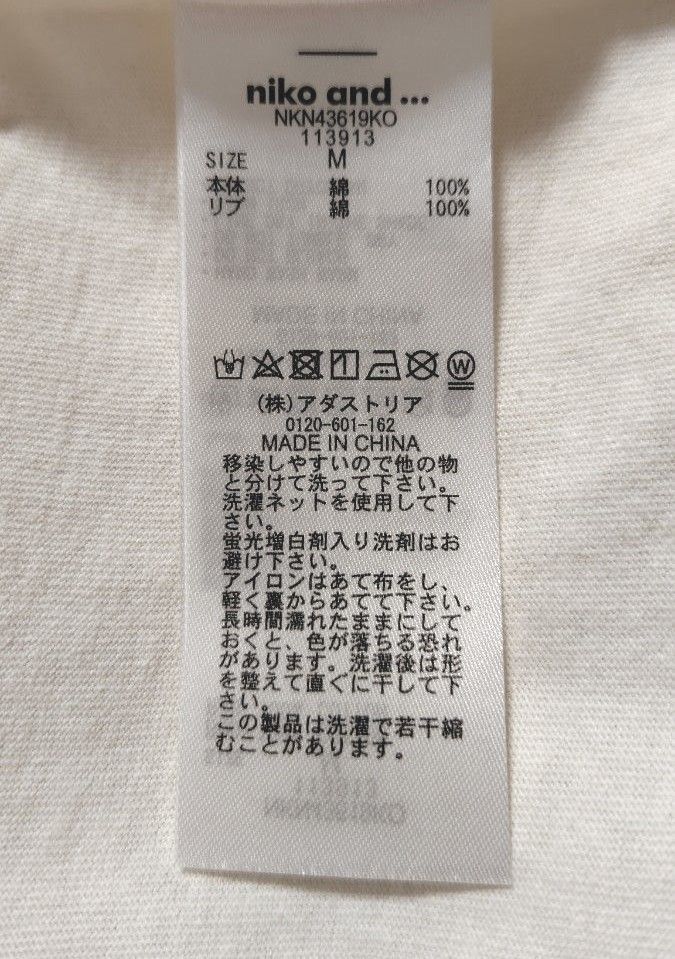 niko and ...
NKN43619KO
113913
SIZE M
本体 綿 100%
リブ 綿 100%
W
(株)アダストリア
0120-601-162
MADE IN CHINA
移染しやすいので他の物
と分けて洗って下さい。
洗濯ネットを使用して下
さい。
蛍光増白剤入り洗剤はお
避け下さい。
アイロンはあて布をし、
軽く裏からあてて下さい。
長時間濡れたままにして
おくと、色が落ちる恐れ
があります。洗濯後は形
を整えて直ぐに干して下
さい。
この製品は洗濯で若干縮
むことがあります。